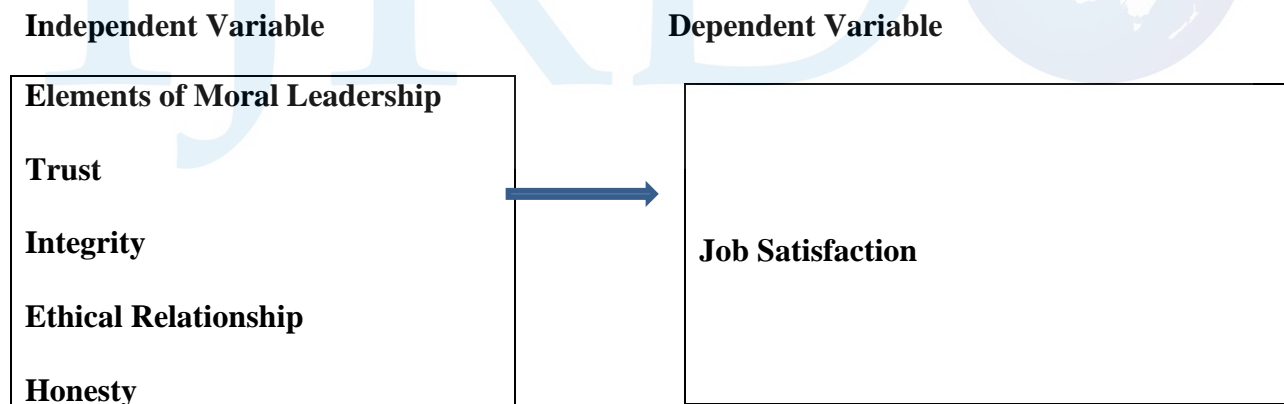 Independent Variable
Dependent Variable
Elements of Moral Leadership
Trust
Integrity
Ethical Relationship
Honesty
Job Satisfaction